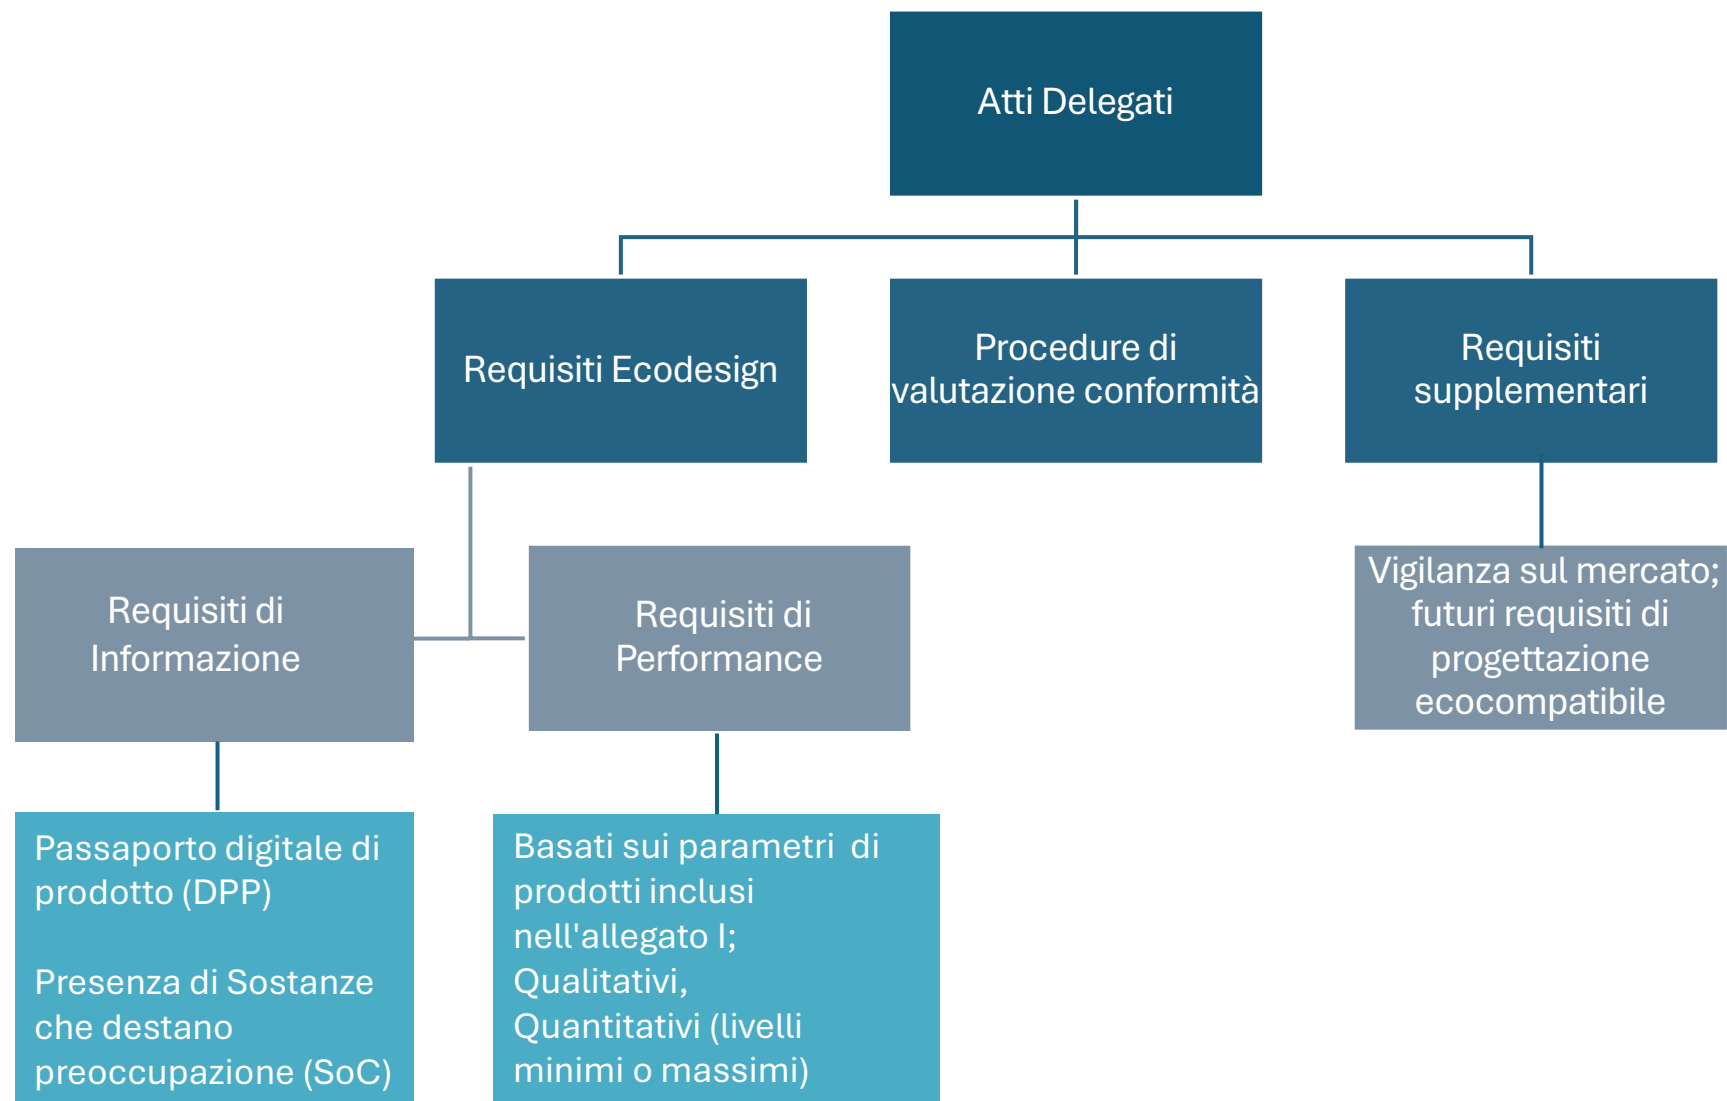 Atti Delegati
Requisiti Ecodesign
Procedure di
valutazione conformità
Requisiti
supplementari
Requisiti di
Informazione
Requisiti di
Performance
Vigilanza sul mercato;
futuri requisiti di
progettazione
ecocompatibile
Passaporto digitale di
prodotto (DPP)
Presenza di Sostanze
che destano
preoccupazione (SoC)
Basati sui parametri  di
prodotti inclusi
nell'allegato I;
Qualitativi,
Quantitativi (livelli
minimi o massimi)